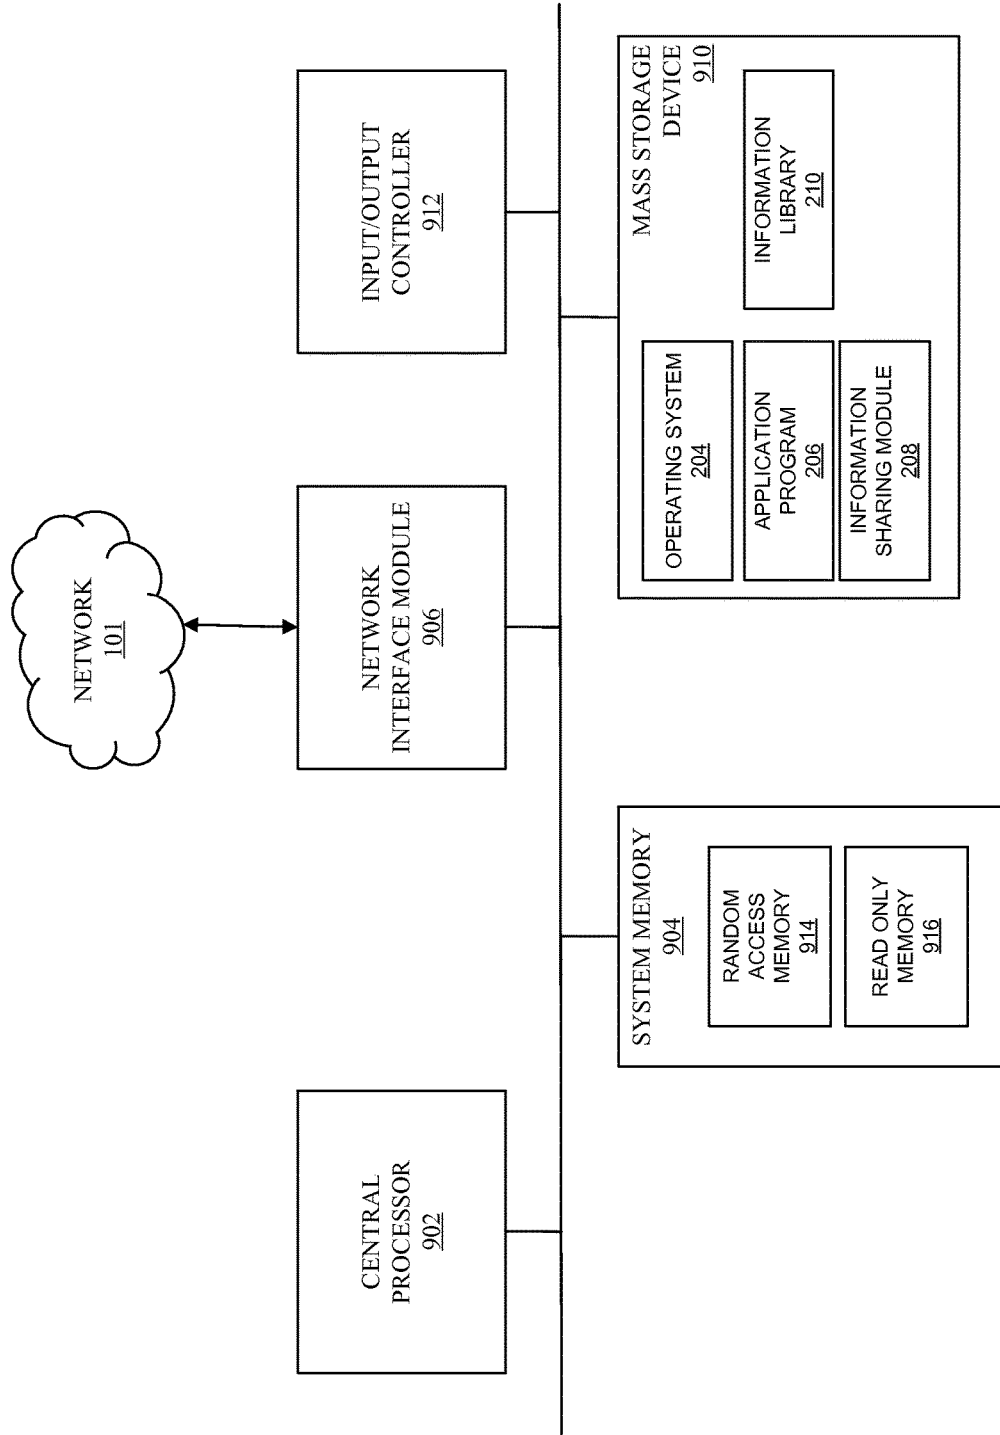 NETWORK
101
CENTRAL
PROCESSOR
902
NETWORK
INTERFACE MODULE
906
INPUT/OUTPUT
CONTROLLER
912
SYSTEM MEMORY
904
RANDOM
ACCESS
MEMORY
914
READ ONLY
MEMORY
916
MASS STORAGE
DEVICE
910
OPERATING SYSTEM
204
APPLICATION
PROGRAM
206
INFORMATION
SHARING MODULE
208
INFORMATION
LIBRARY
210